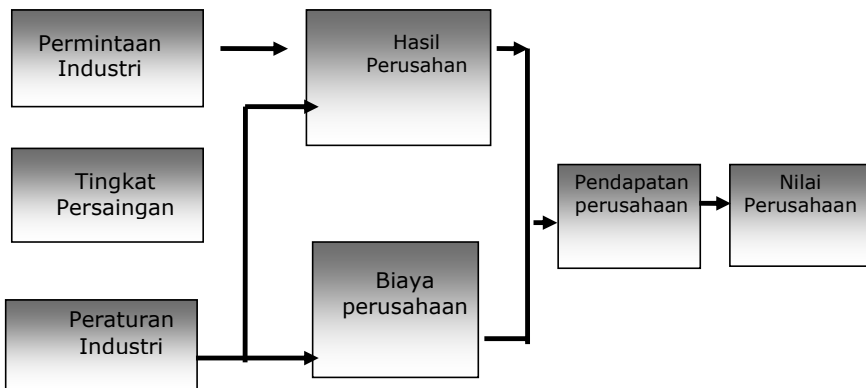 Permintaan
Industri
Hasil
Perusahan
Tingkat
Persaingan
Pendapatan
perusahaan
Nilai
Perusahaan
Peraturan
Industri
Biaya
perusahaan